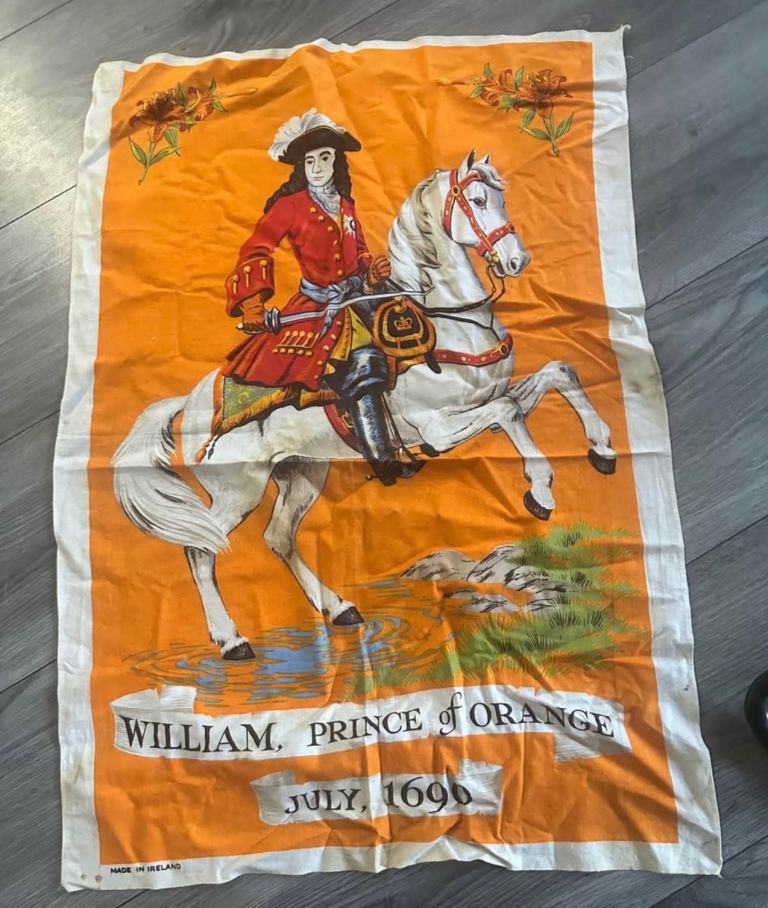 WILLIAM, PRINCE of ORANGE
JULY, 1690
MADE IN IRELAND